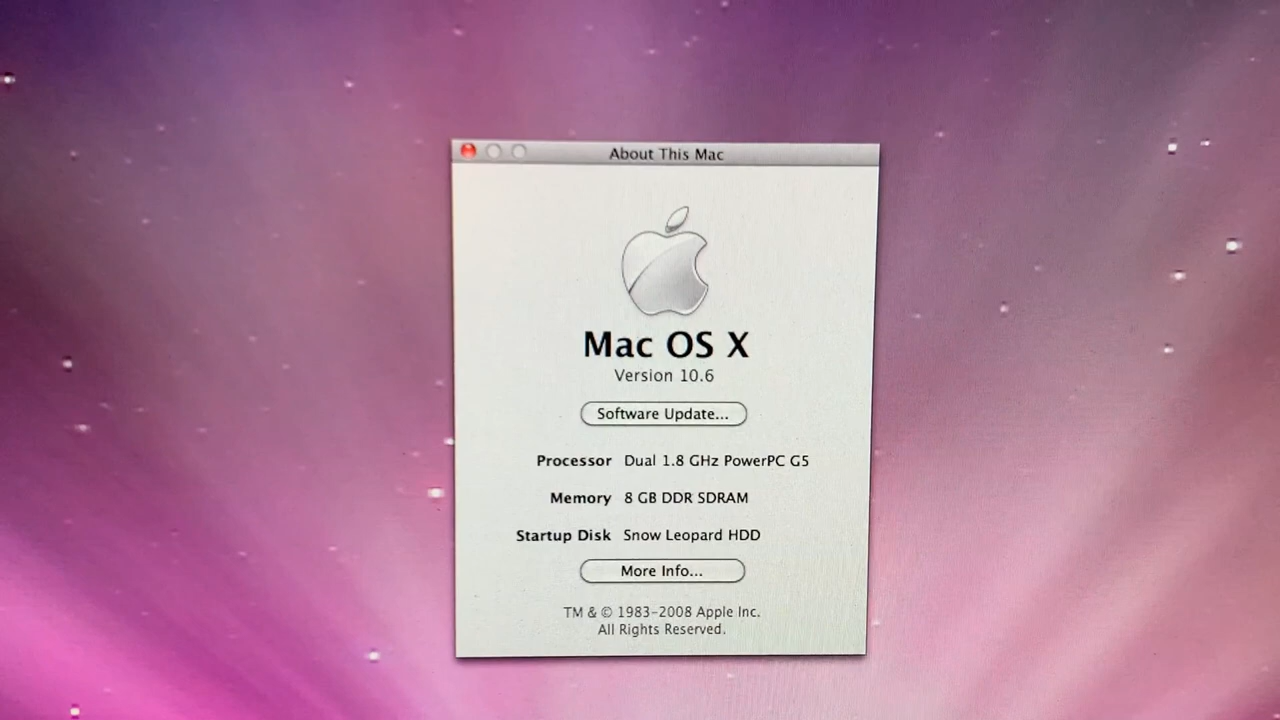 About This Mac
Mac OS X
Version 10.6
Software Update...
Processor Dual 1.8 GHz PowerPC G5
Memory 8 GB DDR SDRAM
Startup Disk Snow Leopard HDD
More Info...
TM & © 1983-2008 Apple Inc.
All Rights Reserved.